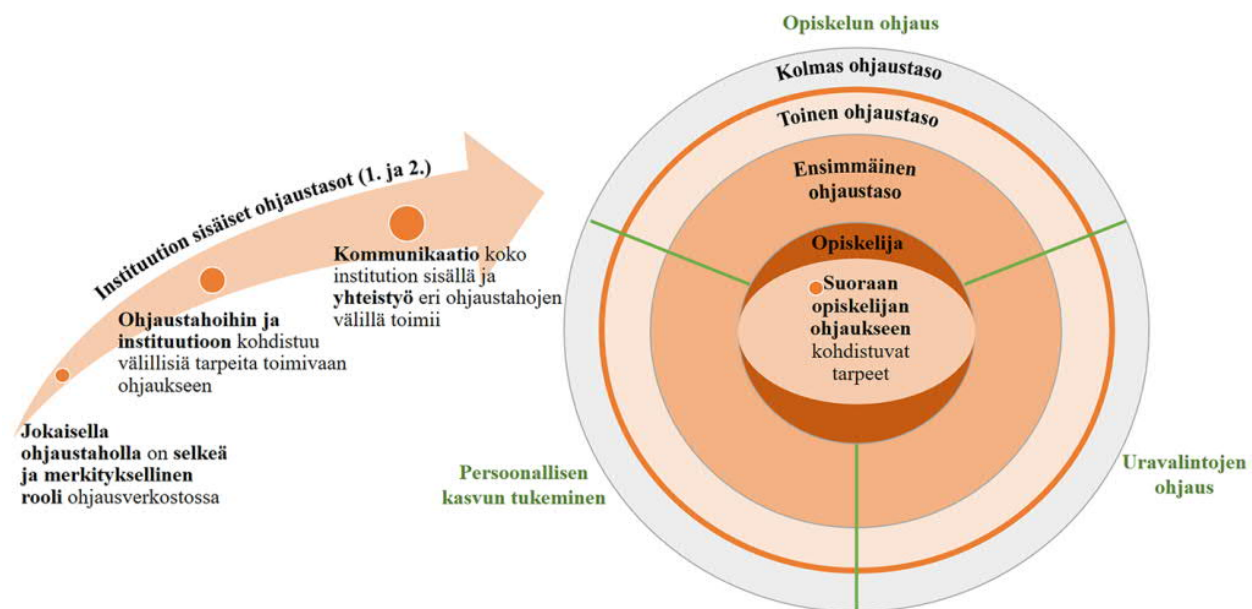 Instituution sisäiset ohjaustasot (1. ja 2.)
Jokaisella
ohjaustaholla on selkeä
ja merkityksellinen
rooli ohjausverkostossa
Ohjaustahoihin ja
instituutioon kohdistuu
välillisiä tarpeita toimivaan
ohjaukseen
Kommunikaatio koko
institution sisällä ja
yhteistyö eri ohjaustahojen
välillä toimii
Opiskelun ohjaus
Kolmas ohjaustaso
Toinen ohjaustaso
Ensimmäinen
ohjaustaso
Opiskelija
Suoraan
opiskelijan
ohjaukseen
kohdistuvat
tarpeet
Persoonallisen
kasvun tukeminen
Uravalintojen
ohjaus